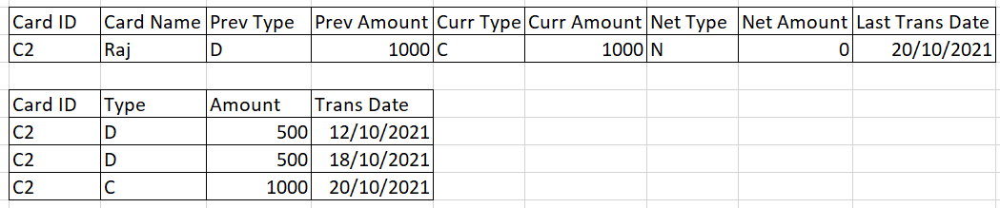 Card ID Card Name Prev Type Prev Amount Curr Type Curr Amount Net Type Net Amount Last Trans Date
C2 Raj D 1000 C 1000 N 0 20/10/2021
Card ID Type Amount Trans Date
C2 D 500 12/10/2021
C2 D 500 18/10/2021
C2 C 1000 20/10/2021